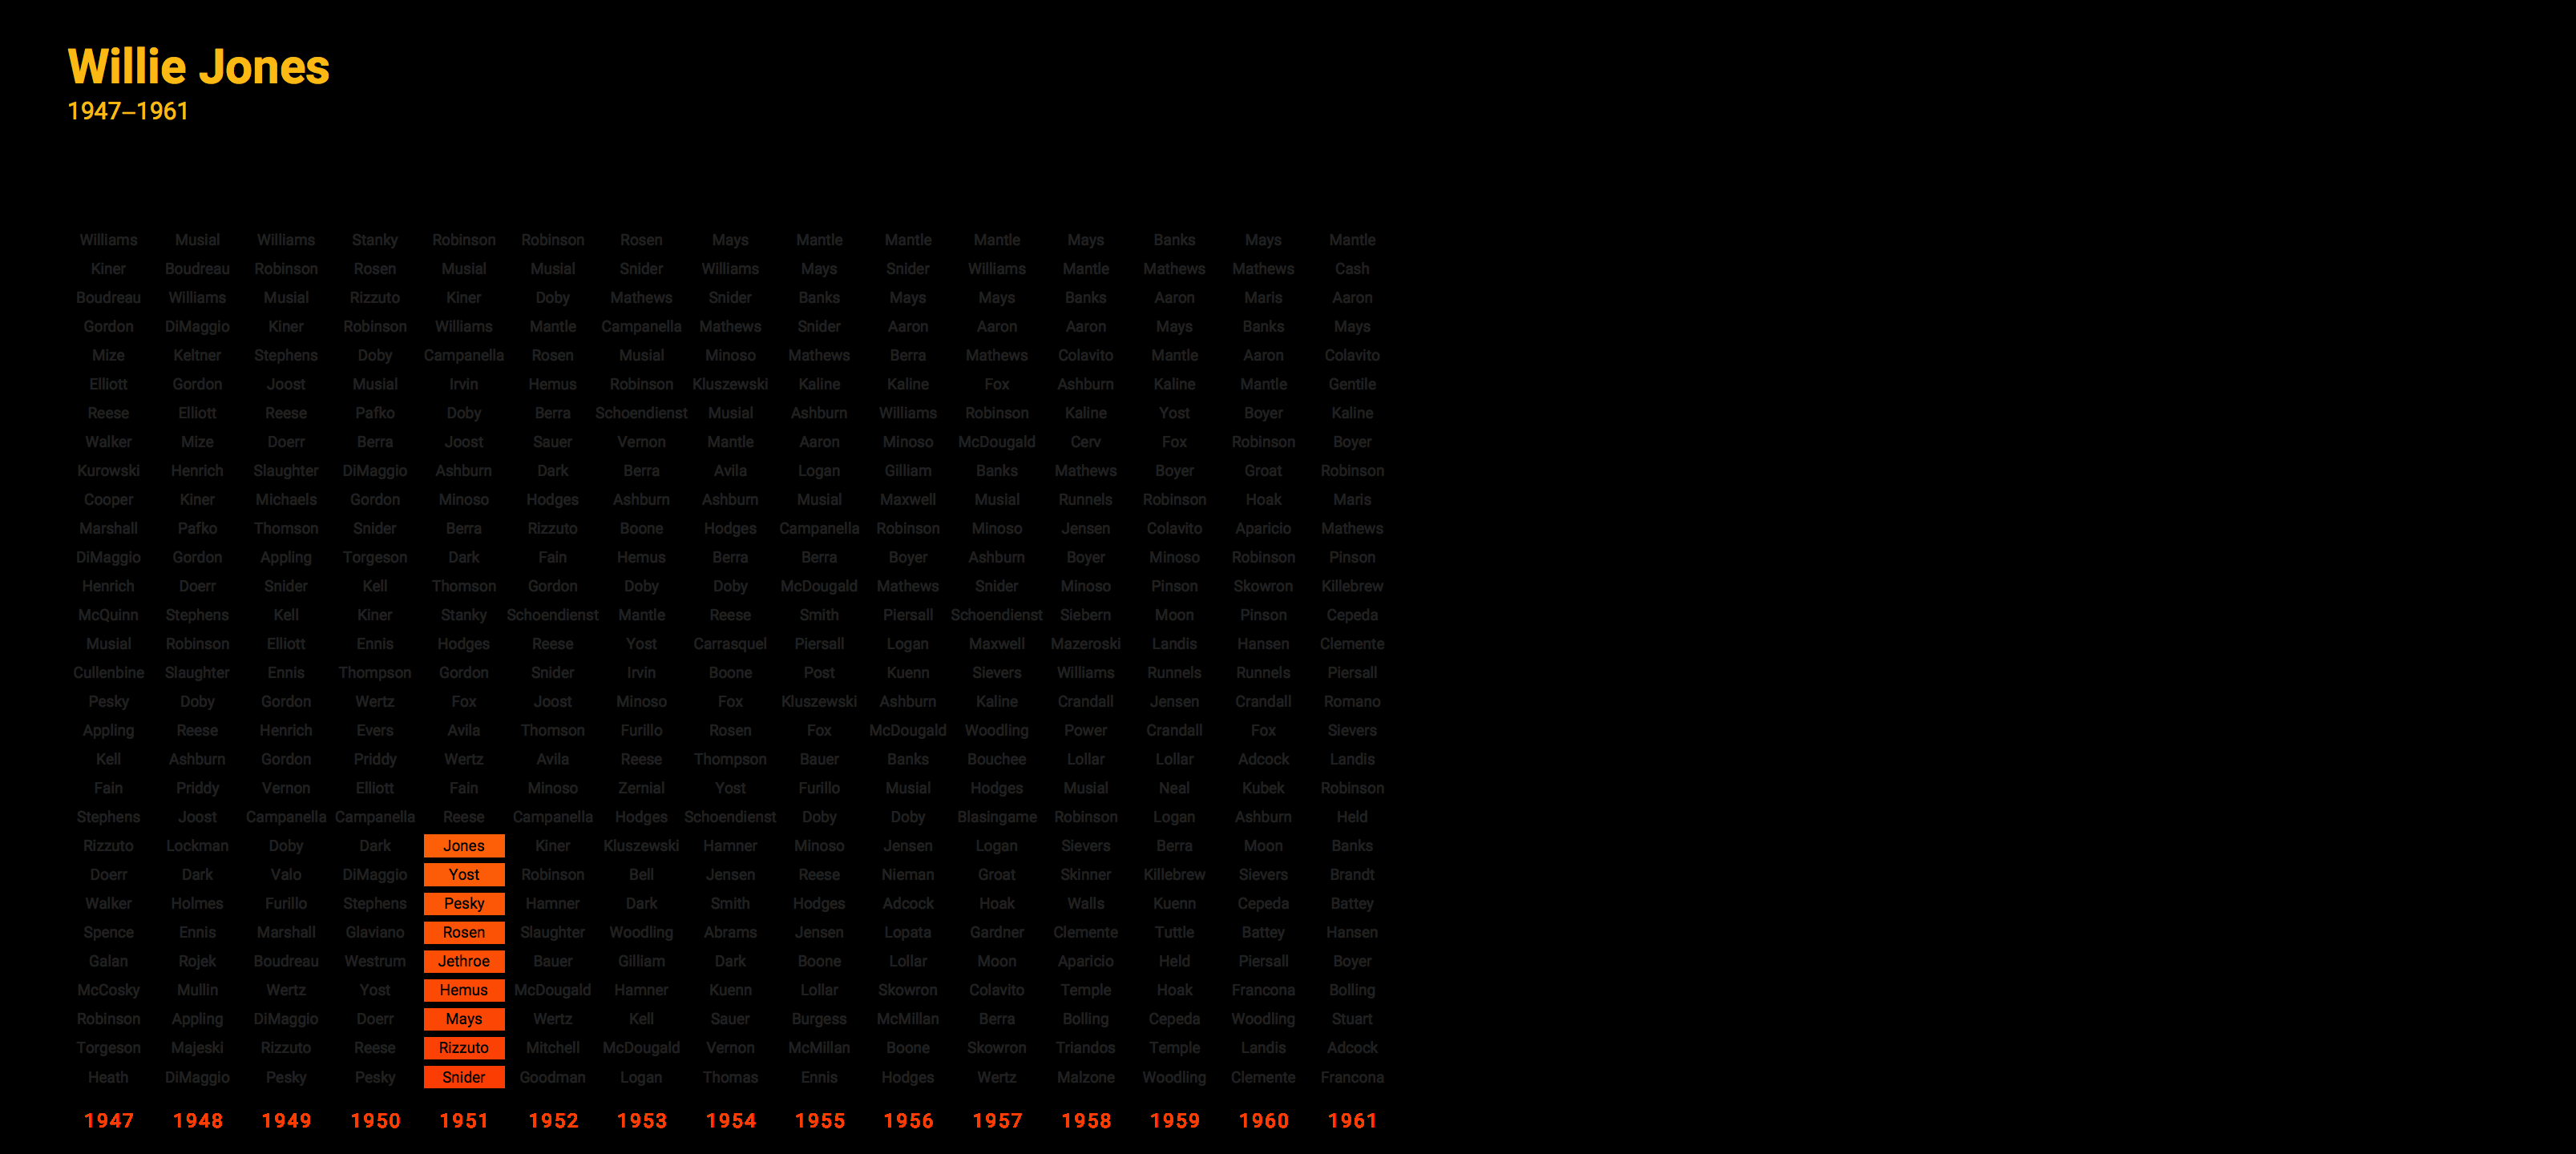 Willie Jones
1947–1961
Williams Musial Williams Stanky Robinson Robinson Rosen Mays Mantle Mantle Mantle Mays Banks Mays Mantle
Kiner Boudreau Robinson Rosen Musial Musial Snider Williams Mays Snider Williams Mantle Mathews Mathews Cash
Boudreau Williams Musial Rizzuto Kiner Doby Mathews Snider Banks Mays Mays Banks Aaron Maris Aaron
Gordon DiMaggio Kiner Robinson Williams Mantle Campanella Mathews Snider Aaron Aaron Aaron Mays Banks Mays
Mize Keltner Stephens Doby Campanella Rosen Musial Minoso Mathews Berra Mathews Colavito Mantle Aaron Colavito
Elliott Gordon Joost Musial Irvin Hemus Robinson Kluszewski Kaline Kaline Fox Ashburn Kaline Mantle Gentile
Reese Elliott Reese Pafko Doby Berra Schoendienst Musial Ashburn Williams Robinson Kaline Yost Boyer Kaline
Walker Mize Doerr Berra Joost Sauer Vernon Mantle Aaron Minoso McDougald Cerv Fox Robinson Boyer
Kurowski Henrich Slaughter DiMaggio Ashburn Dark Berra Avila Logan Gilliam Banks Mathews Boyer Groat Robinson
Cooper Kiner Michaels Gordon Minoso Hodges Ashburn Ashburn Musial Maxwell Musial Runnels Robinson Hoak Maris
Marshall Pafko Thomson Snider Berra Rizzuto Boone Hodges Campanella Robinson Minoso Jensen Colavito Aparicio Mathews
DiMaggio Gordon Appling Torgeson Dark Fain Hemus Berra Berra Boyer Ashburn Boyer Minoso Robinson Pinson
Henrich Doerr Snider Kell Thomson Gordon Doby Doby McDougald Mathews Snider Minoso Pinson Skowron Killebrew
McQuinn Stephens Kell Kiner Stanky Schoendienst Mantle Reese Smith Piersall Schoendienst Siebern Moon Pinson Cepeda
Musial Robinson Elliott Ennis Hodges Reese Yost Carrasquel Piersall Logan Maxwell Mazeroski Landis Hansen Clemente
Cullenbine Slaughter Ennis Thompson Gordon Snider Irvin Boone Post Kuenn Sievers Williams Runnels Runnels Piersall
Pesky Doby Gordon Wertz Fox Joost Minoso Fox Kluszewski Ashburn Kaline Crandall Jensen Crandall Romano
Appling Reese Henrich Evers Avila Thomson Furillo Rosen Fox McDougald Woodling Power Crandall Fox Sievers
Kell Ashburn Gordon Priddy Wertz Avila Reese Thompson Bauer Banks Bouchee Lollar Lollar Adcock Landis
Fain Priddy Vernon Elliott Fain Minoso Zernial Yost Furillo Musial Hodges Musial Neal Kubek Robinson
Stephens Joost Campanella Campanella Reese Campanella Hodges Schoendienst Doby Doby Blasingame Robinson Logan Ashburn Held
Rizzuto Lockman Doby Dark Jones Kiner Kluszewski Hamner Minoso Jensen Logan Sievers Berra Moon Banks
Doerr Dark Valo DiMaggio Yost Robinson Bell Jensen Reese Nieman Groat Skinner Killebrew Sievers Brandt
Walker Holmes Furillo Stephens Pesky Hamner Dark Smith Hodges Adcock Hoak Walls Kuenn Cepeda Battey
Spence Ennis Marshall Glaviano Rosen Slaughter Woodling Abrams Jensen Lopata Gardner Clemente Tuttle Battey Hansen
Galan Rojek Boudreau Westrum Jethroe Bauer Gilliam Dark Boone Lollar Moon Aparicio Held Piersall Boyer
McCosky Mullin Wertz Yost Hemus McDougald Hamner Kuenn Lollar Skowron Colavito Temple Hoak Francona Bolling
Robinson Appling DiMaggio Doerr Mays Wertz Kell Sauer Burgess McMillan Berra Bolling Cepeda Woodling Stuart
Torgeson Majeski Rizzuto Reese Rizzuto Mitchell McDougald Vernon McMillan Boone Skowron Triandos Temple Landis Adcock
Heath DiMaggio Pesky Pesky Snider Goodman Logan Thomas Ennis Hodges Wertz Malzone Woodling Clemente Francona
1947 1948 1949 1950 1951 1952 1953 1954 1955 1956 1957 1958 1959 1960 1961